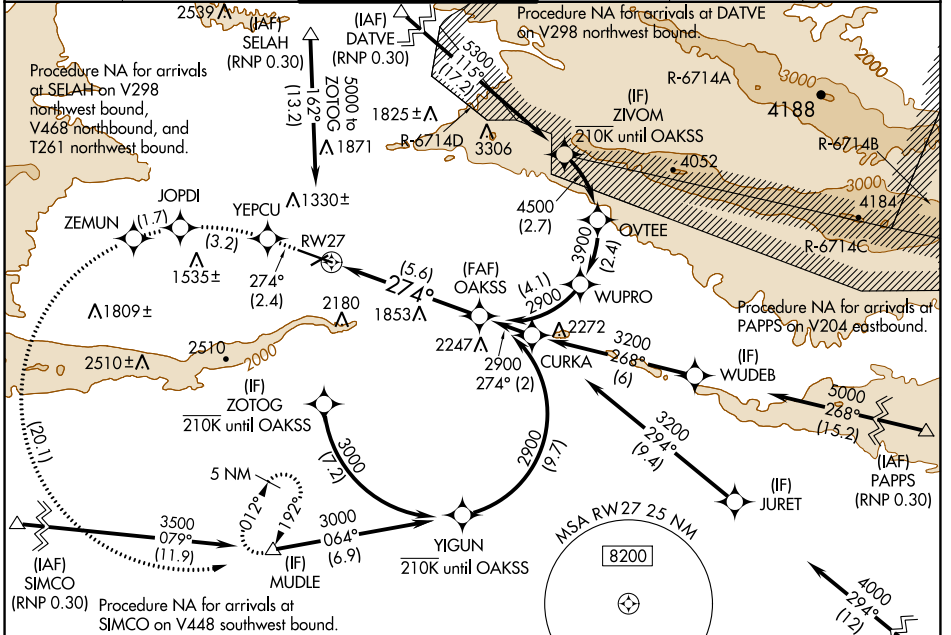 2539
(IAF)
SELAH
(RNP 0.30)
(IAF)
DATVE
(RNP 0.30)
Procedure NA for arrivals at DATVE
on V298 northwest bound.
Procedure NA for arrivals
at SELAH on V298
northwest bound,
V468 northbound, and
T261 northwest bound.
5000 to
ZOTOG
162°
(13.2)
5300
115°
(17.2)
1825±
1871
R-6714D
3306
(IF)
ZIVOM
210K until OAKSS
R-6714A
3000
2000
4188
R-6714B
4052
3000
4184
R-6714C
1330±
4500
(2.7)
OVTEE
3900
(2.4)
WUPRO
ZEMUN
(1.7)
JOPDI
(3.2)
YEPCU
RW27
1535±
274°
(2.4)
(5.6)
274°
(FAF)
OAKSS
(4.1)
2900
1809±
2180
1853
2247
2272
CURKA
2900
274° (2)
3200
268°
(6)
(IF)
WUDEB
Procedure NA for arrivals at
PAPPS on V204 eastbound.
2510±
2510
2000
(IF)
ZOTOG
210K until OAKSS
5000
268°
(15.2)
(IAF)
PAPPS
(RNP 0.30)
3200
294°
(9.4)
(IF)
JURET
3000
(7.2)
2900
(9.7)
(20.1)
5 NM
012°
192°
3500
079°
(11.9)
(IAF)
SIMCO
(RNP 0.30)
(IF)
MUDLE
3000
064°
(6.9)
YIGUN
210K until OAKSS
Procedure NA for arrivals at
SIMCO on V448 southwest bound.
MSA RW27 25 NM
8200
4000
294°
(12)